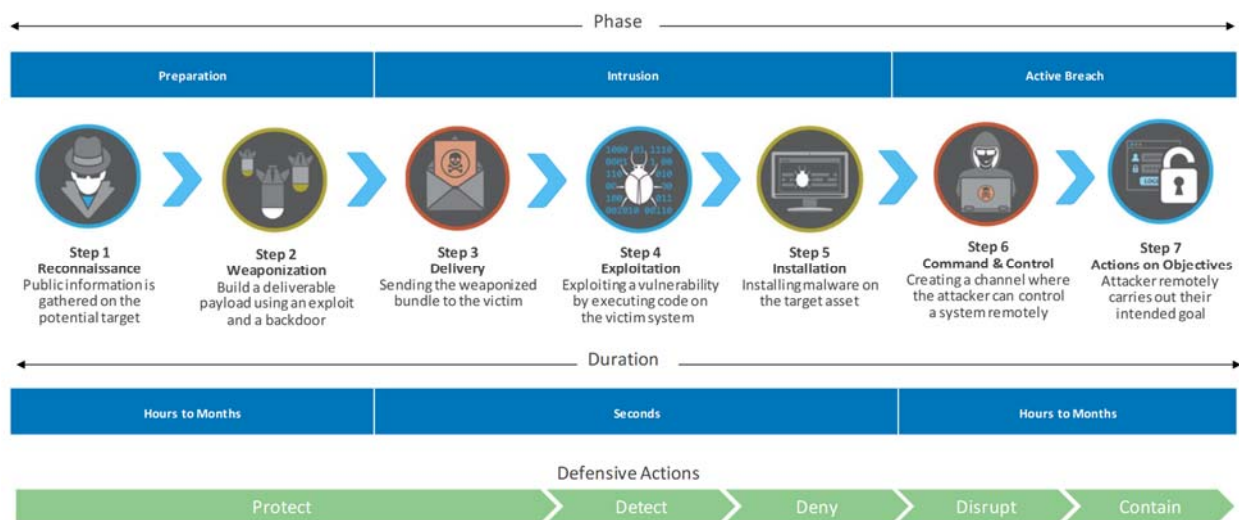 Phase
Preparation
Intrusion
Active Breach
Step 1
Reconnaissance
Public information is
gathered on the
potential target
Step 2
Weaponization
Build a deliverable
payload using an exploit
and a backdoor
Step 3
Delivery
Sending the weaponized
bundle to the victim
Step 4
Exploitation
Exploiting a vulnerability
by executing code on
the victim system
Step 5
Installation
Installing malware on
the target asset
Step 6
Command & Control
Creating a channel where
the attacker can control
a system remotely
Step 7
Actions on Objectives
Attacker remotely
carries out their
intended goal
Duration
Hours to Months
Seconds
Hours to Months
Defensive Actions
Protect
Detect
Deny
Disrupt
Contain